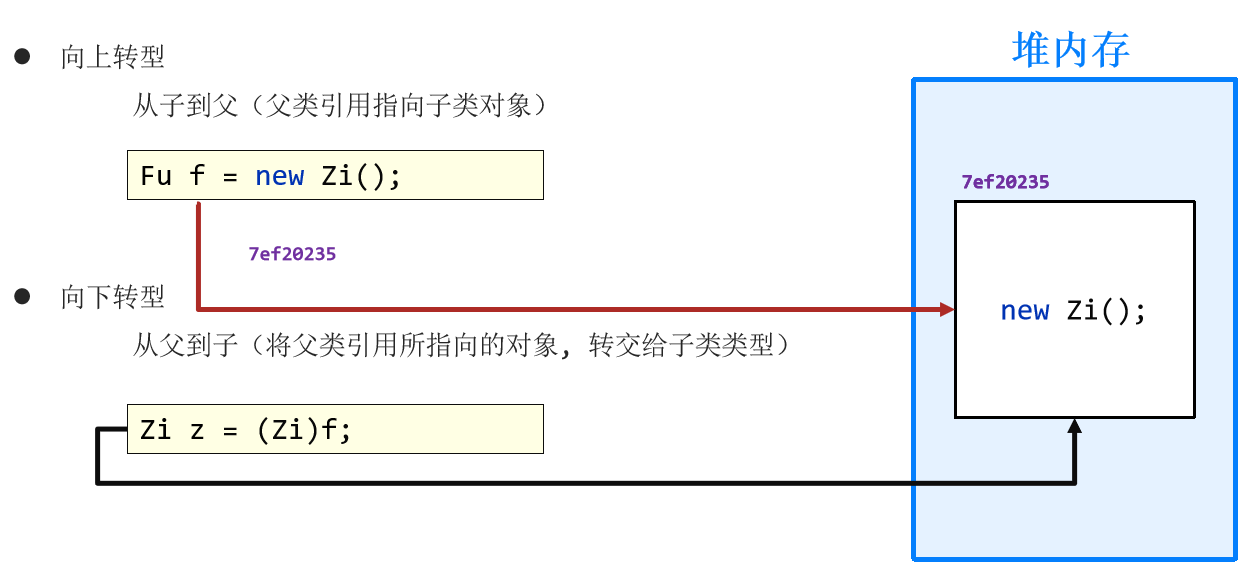 堆内存
● 向上转型
从子到父（父类引用指向子类对象）
Fu f = new Zi();
7ef20235
7ef20235
● 向下转型
new Zi();
从父到子（将父类引用所指向的对象, 转交给子类类型）
Zi z = (Zi)f;